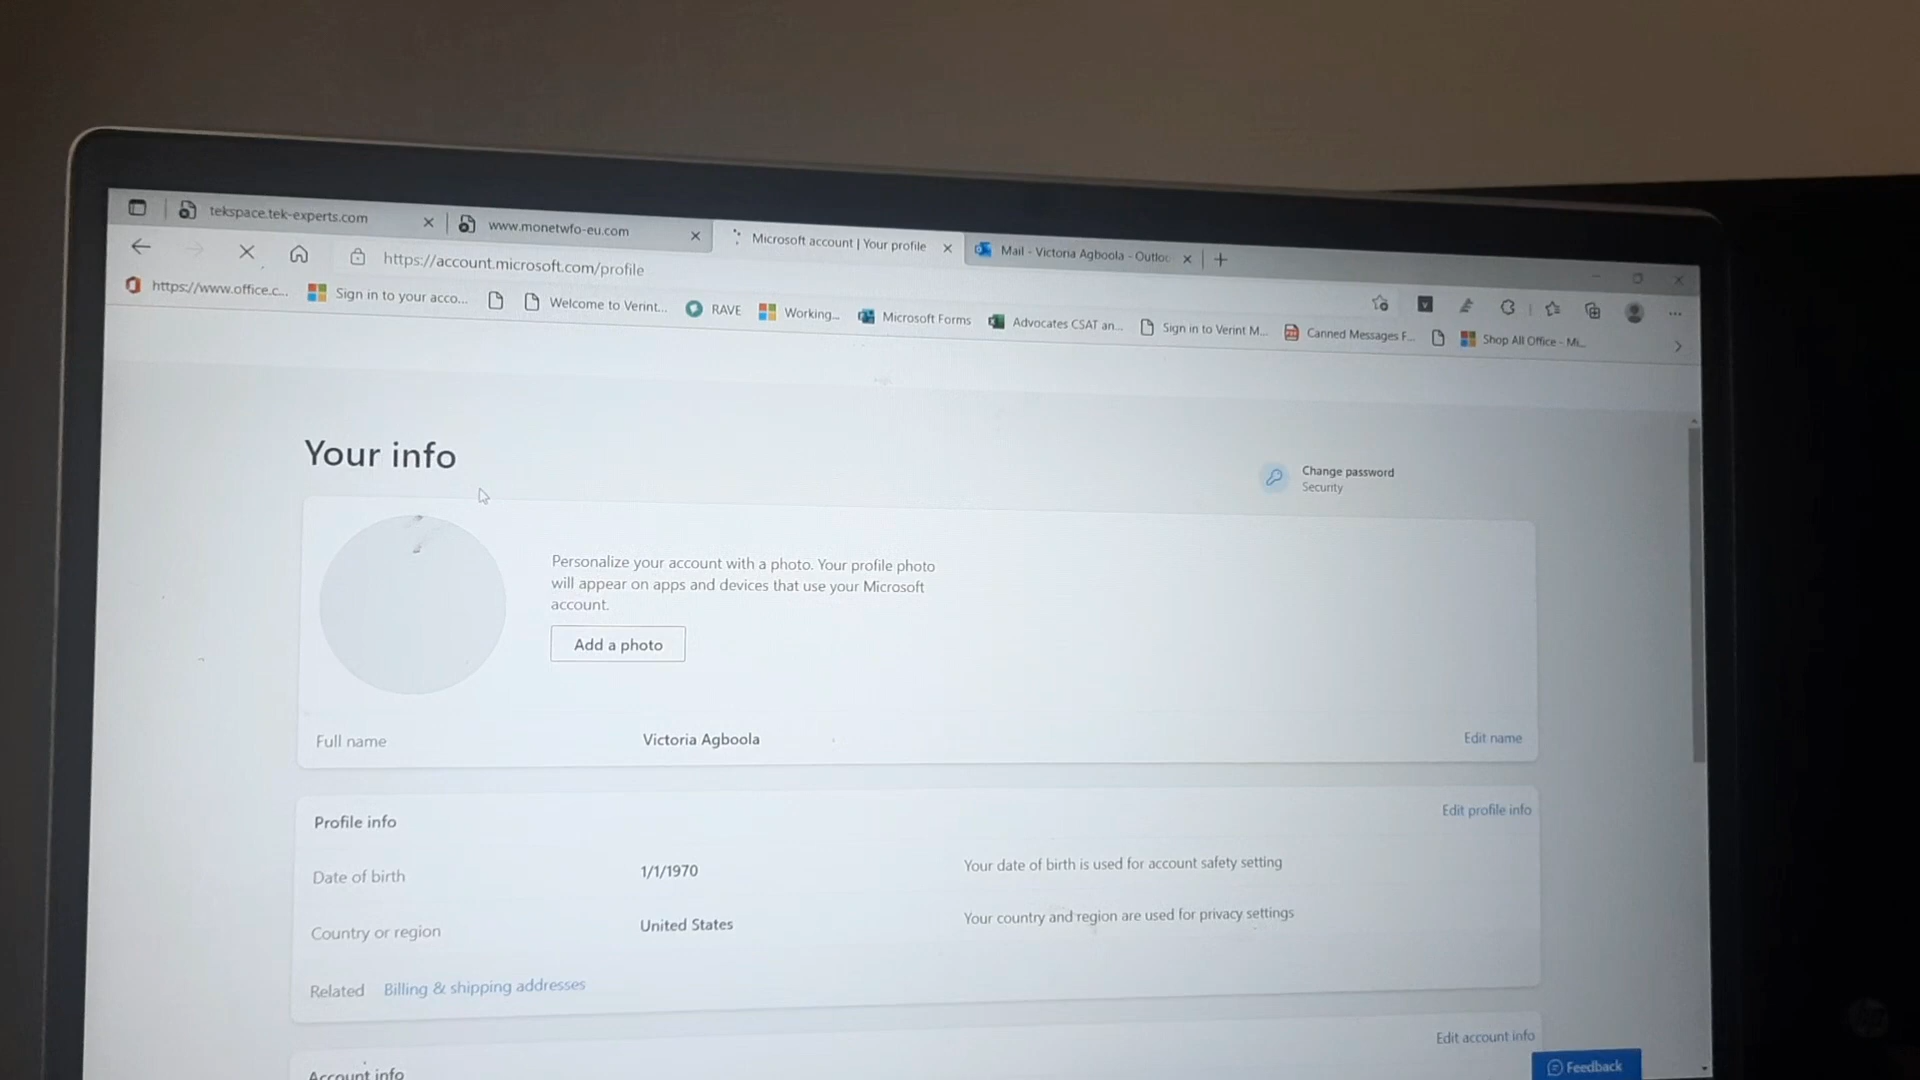 tekspace.tek-experts.com
www.monetwfo-eu.com
Microsoft account | Your profile
Mail - Victoria Agboola - Outloo
https://account.microsoft.com/profile
https://www.office.c...
Sign in to your acco...
Welcome to Verint...
RAVE
Working...
Microsoft Forms
Advocates CSAT an...
Sign in to Verint M...
Canned Messages F...
Shop All Office - Mi...
Your info
Change password
Security
Personalize your account with a photo. Your profile photo
will appear on apps and devices that use your Microsoft
account.
Add a photo
Full name
Victoria Agboola
Edit name
Profile info
Edit profile info
Date of birth
1/1/1970
Your date of birth is used for account safety setting
Country or region
United States
Your country and region are used for privacy settings
Related
Billing & shipping addresses
Edit account info
Account info
Feedback